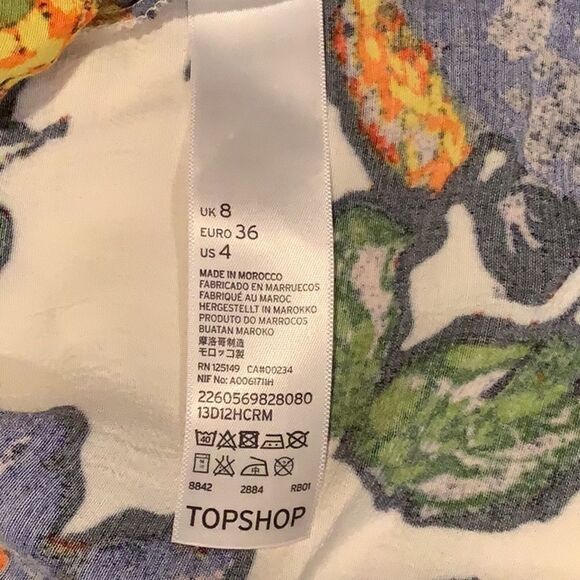 UK 8
EURO 36
US 4
MADE IN MOROCCO
FABRICADO EN MARRUECOS
FABRIQUÉ AU MAROC
HERGESTELLT IN MAROKKO
PRODUTO DO MARROCOS
BUATAN MAROKO
摩洛哥制造
モロッコ製
RN 125149 CA#00234
NIF No: A0061711H
2260569828080
13D12HCRM
40
8842 2884 RB01
TOPSHOP